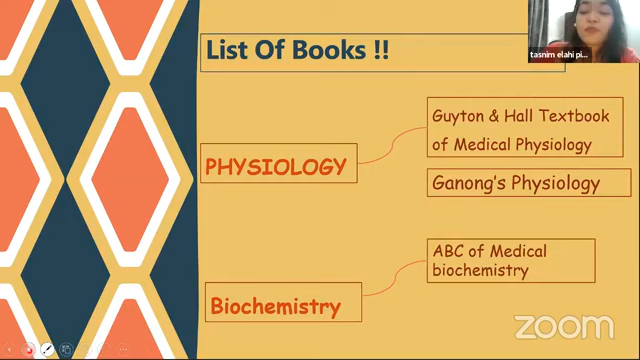 List Of Books !!
tasnim elahi pi...
PHYSIOLOGY
Guyton & Hall Textbook
of Medical Physiology
Ganong's Physiology
Biochemistry
ABC of Medical
biochemistry
zoom